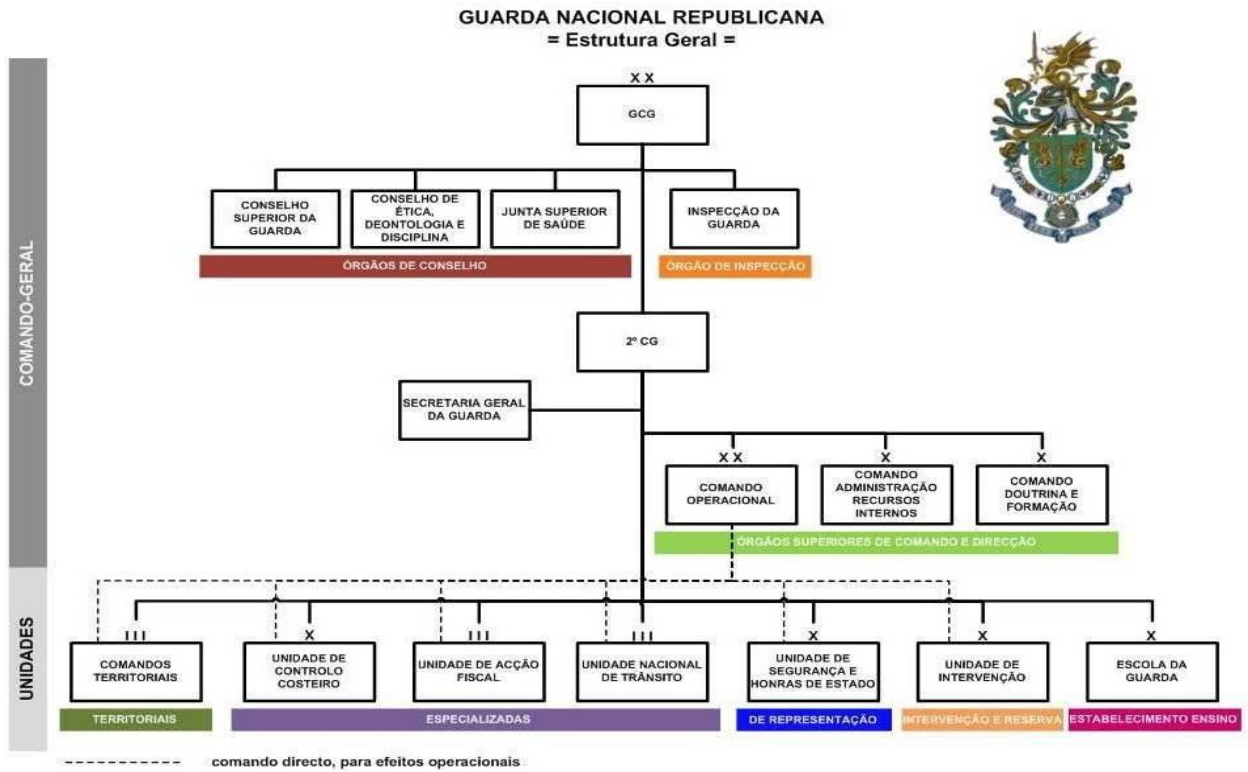 GUARDA NACIONAL REPUBLICANA
= Estrutura Geral =
COMANDO-GERAL
X X
GCG
CONSELHO
SUPERIOR DA
GUARDA
CONSELHO DE
ÉTICA,
DEONTOLOGIA E
DISCIPLINA
JUNTA SUPERIOR
DE SAÚDE
INSPECÇÃO DA
GUARDA
ÓRGÃOS DE CONSELHO
ÓRGÃO DE INSPECÇÃO
2º CG
SECRETARIA GERAL
DA GUARDA
X X
COMANDO
OPERACIONAL
X
COMANDO
ADMINISTRAÇÃO
RECURSOS
INTERNOS
X
COMANDO
DOUTRINA E
FORMAÇÃO
ÓRGÃOS SUPERIORES DE COMANDO E DIRECÇÃO
UNIDADES
III
COMANDOS
TERRITORIAIS
X
UNIDADE DE
CONTROLO
COSTEIRO
III
UNIDADE DE ACÇÃO
FISCAL
III
UNIDADE NACIONAL
DE TRÂNSITO
X
UNIDADE DE
SEGURANÇA E
HONRAS DE ESTADO
X
UNIDADE DE
INTERVENÇÃO
X
ESCOLA DA
GUARDA
TERRITORIAIS
ESPECIALIZADAS
DE REPRESENTAÇÃO
INTERVENÇÃO E RESERVA
ESTABELECIMENTO ENSINO
comando directo, para efeitos operacionais